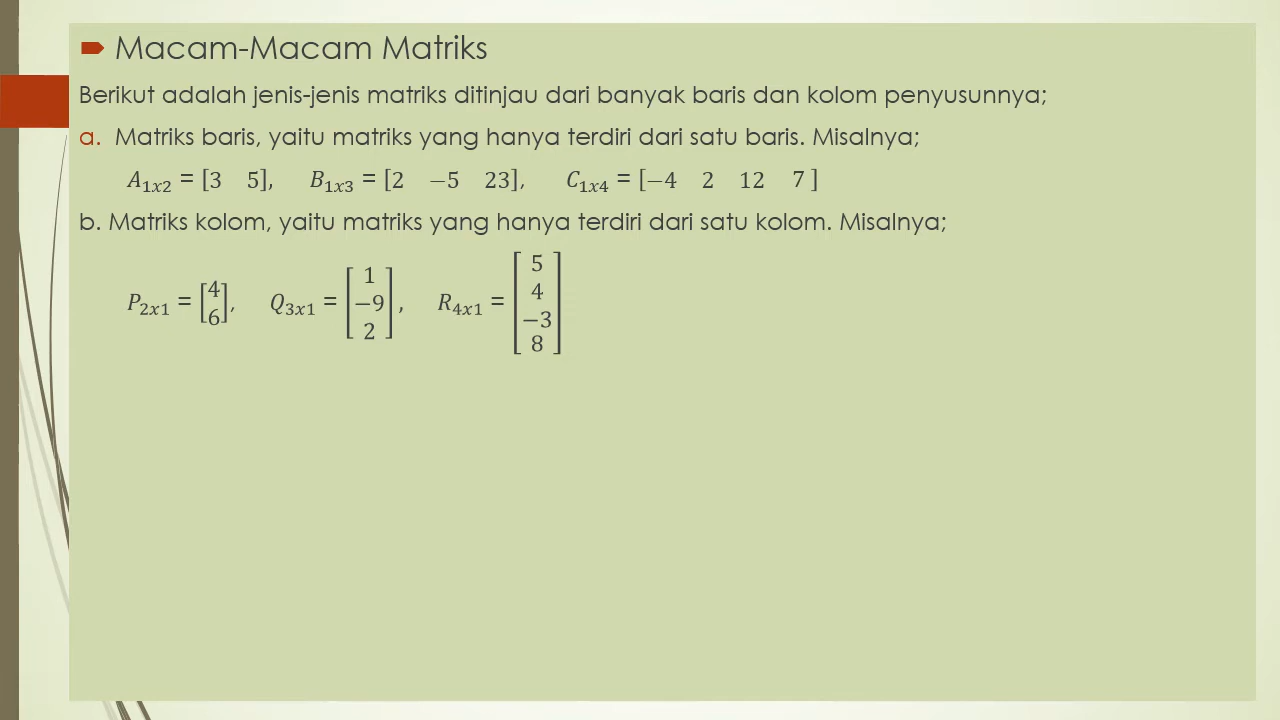 Macam-Macam Matriks
Berikut adalah jenis-jenis matriks ditinjau dari banyak baris dan kolom penyusunnya;
a. Matriks baris, yaitu matriks yang hanya terdiri dari satu baris. Misalnya;
A₁ₓ₂ = [3 5], B₁ₓ₃ = [2 −5 23], C₁ₓ₄ = [−4 2 12 7 ]
b. Matriks kolom, yaitu matriks yang hanya terdiri dari satu kolom. Misalnya;
P₂ₓ₁ = [4 6], Q₃ₓ₁ = [1 −9 2], R₄ₓ₁ = [5 4 −3 8]